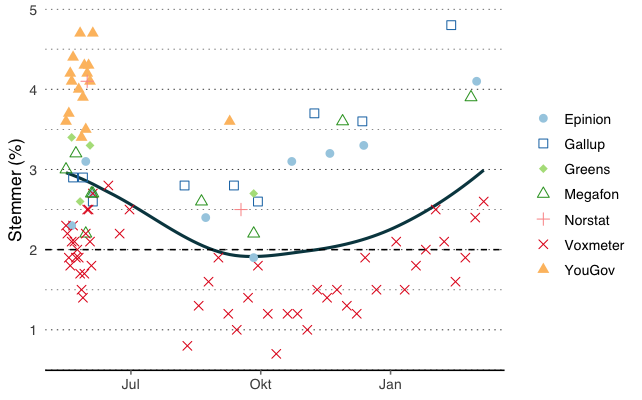 5
4
3
2
1
Stemmer (%)
Jul
Okt
Jan
Epinion
Gallup
Greens
Megafon
Norstat
Voxmeter
YouGov